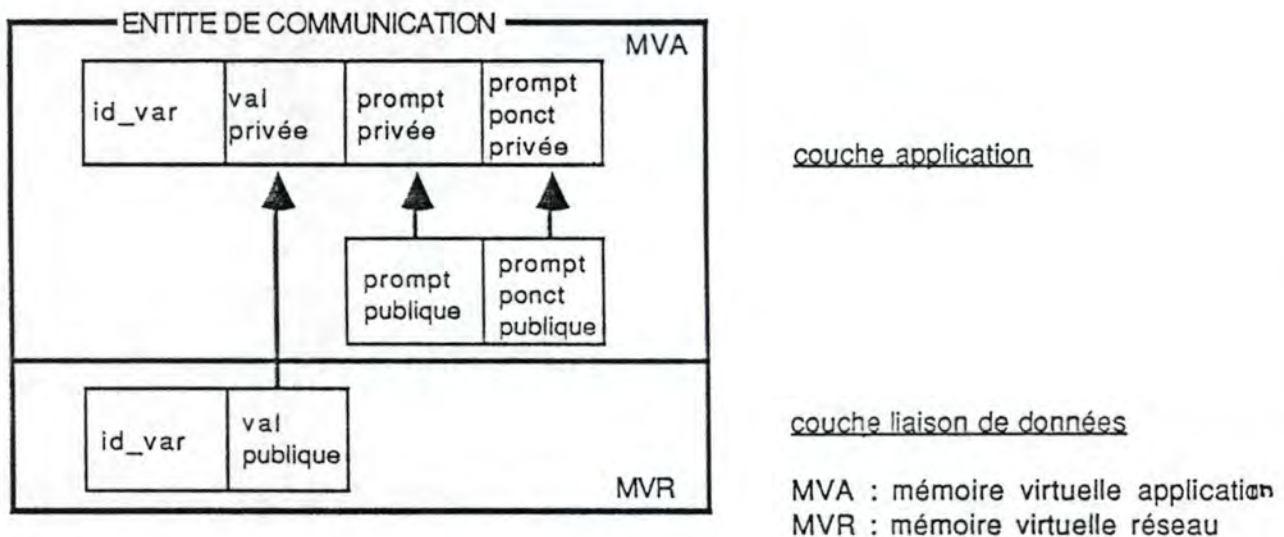 ENTITE DE COMMUNICATION
MVA
id_var
val
privée
prompt
privée
prompt
ponct
privée
couche application
prompt
publique
prompt
ponct
publique
id_var
val
publique
MVR
couche liaison de données
MVA : mémoire virtuelle application
MVR : mémoire virtuelle réseau